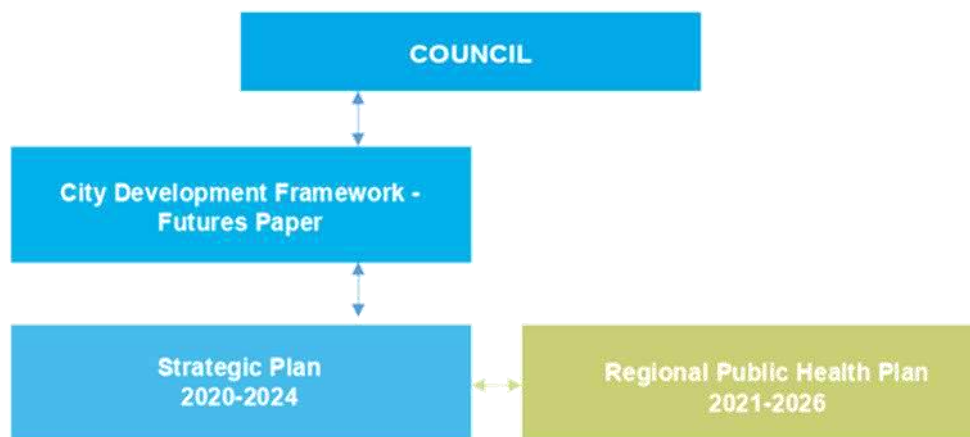 COUNCIL
City Development Framework -
Futures Paper
Strategic Plan
2020-2024
Regional Public Health Plan
2021-2026